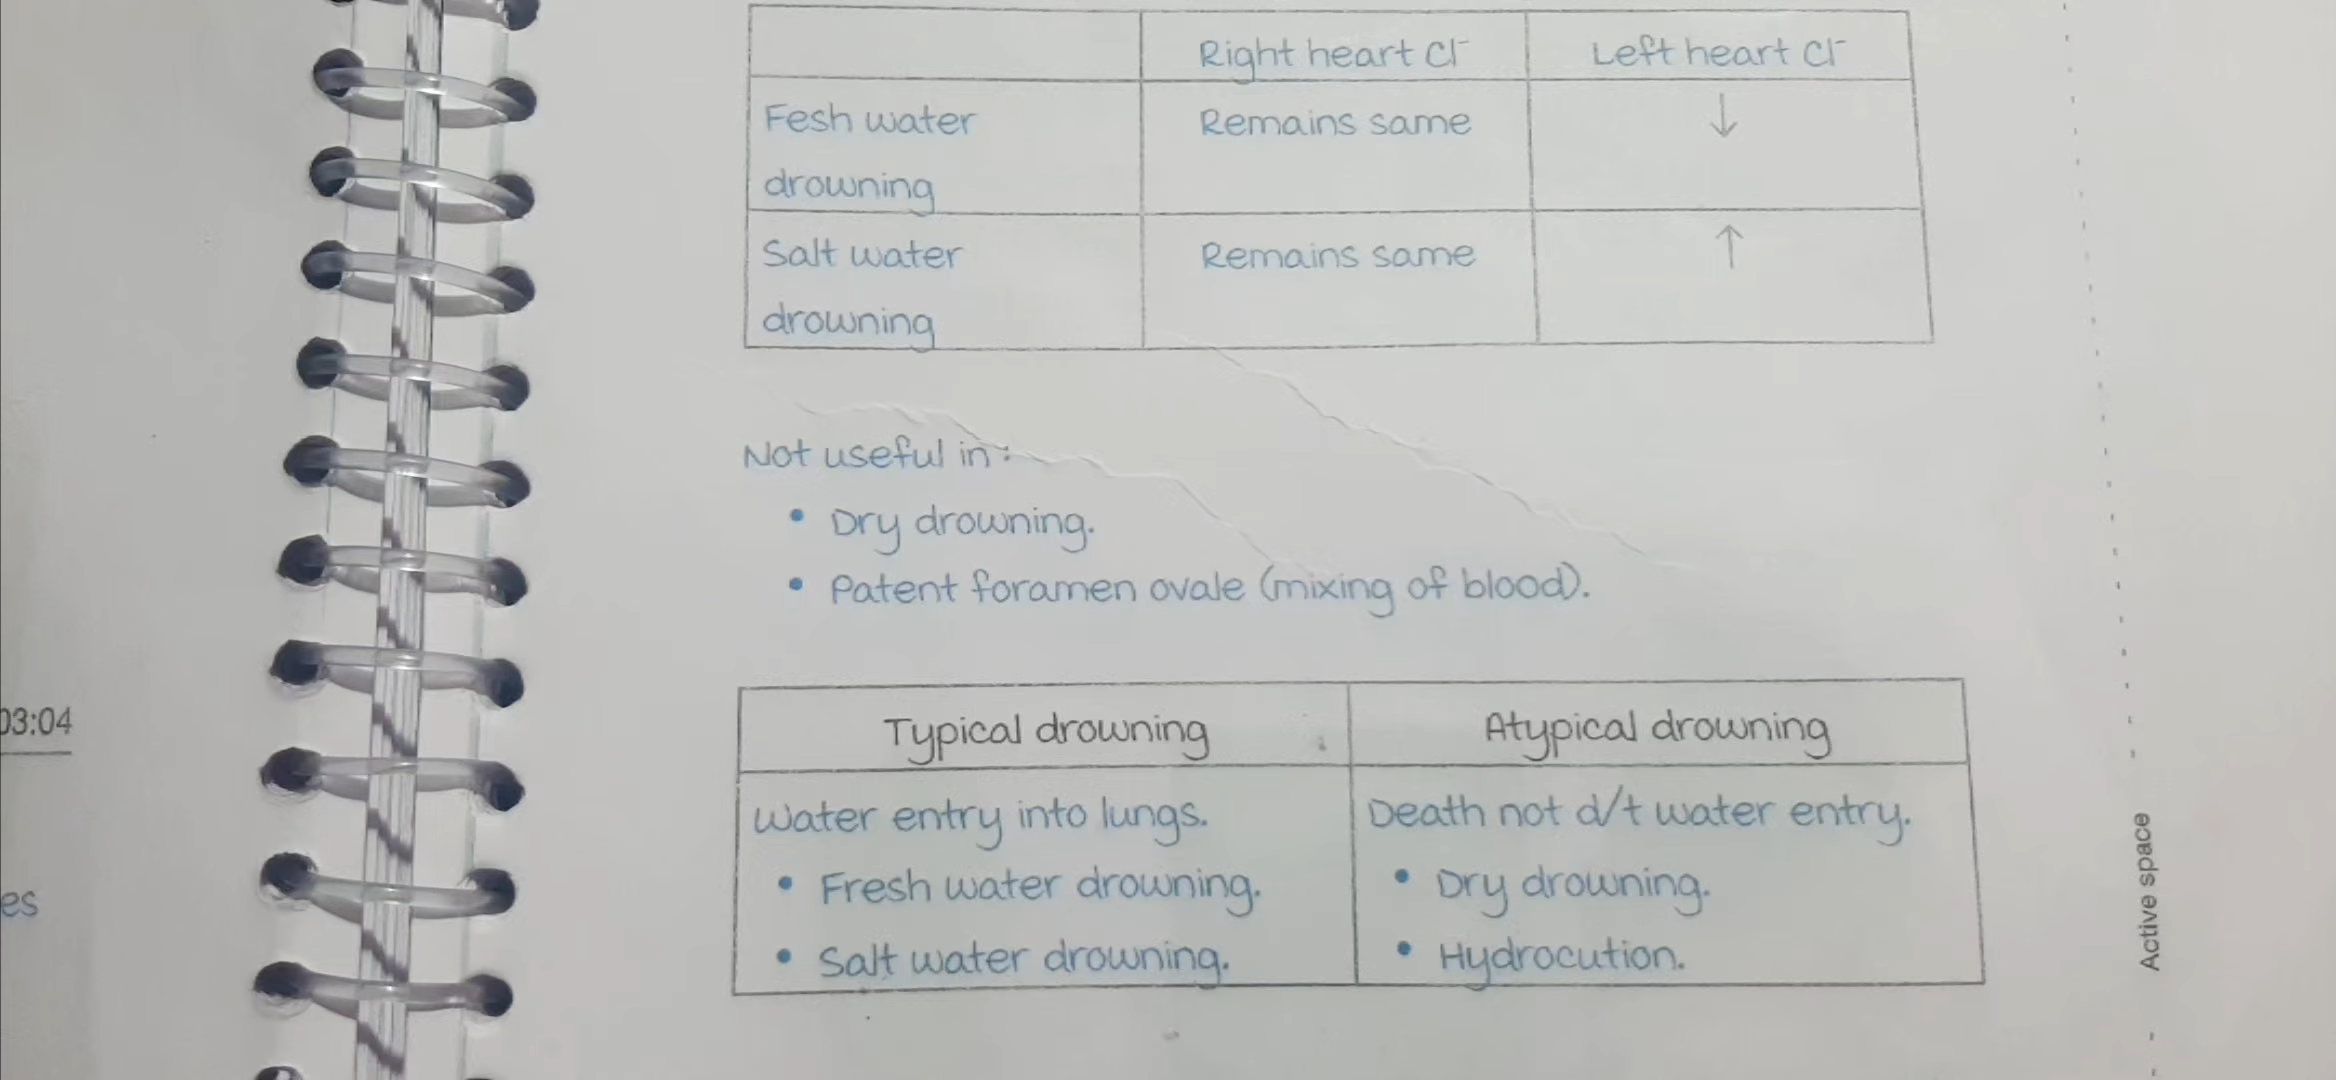 Right heart Cl⁻ Left heart Cl⁻
Fesh water Remains same ↓
drowning
Salt water Remains same ↑
drowning
Not useful in :
• Dry drowning.
• Patent foramen ovale (mixing of blood).
03:04
Typical drowning Atypical drowning
Water entry into lungs. Death not d/t water entry.
• Fresh water drowning. • Dry drowning.
es
• Salt water drowning. • Hydrocution.
Active space